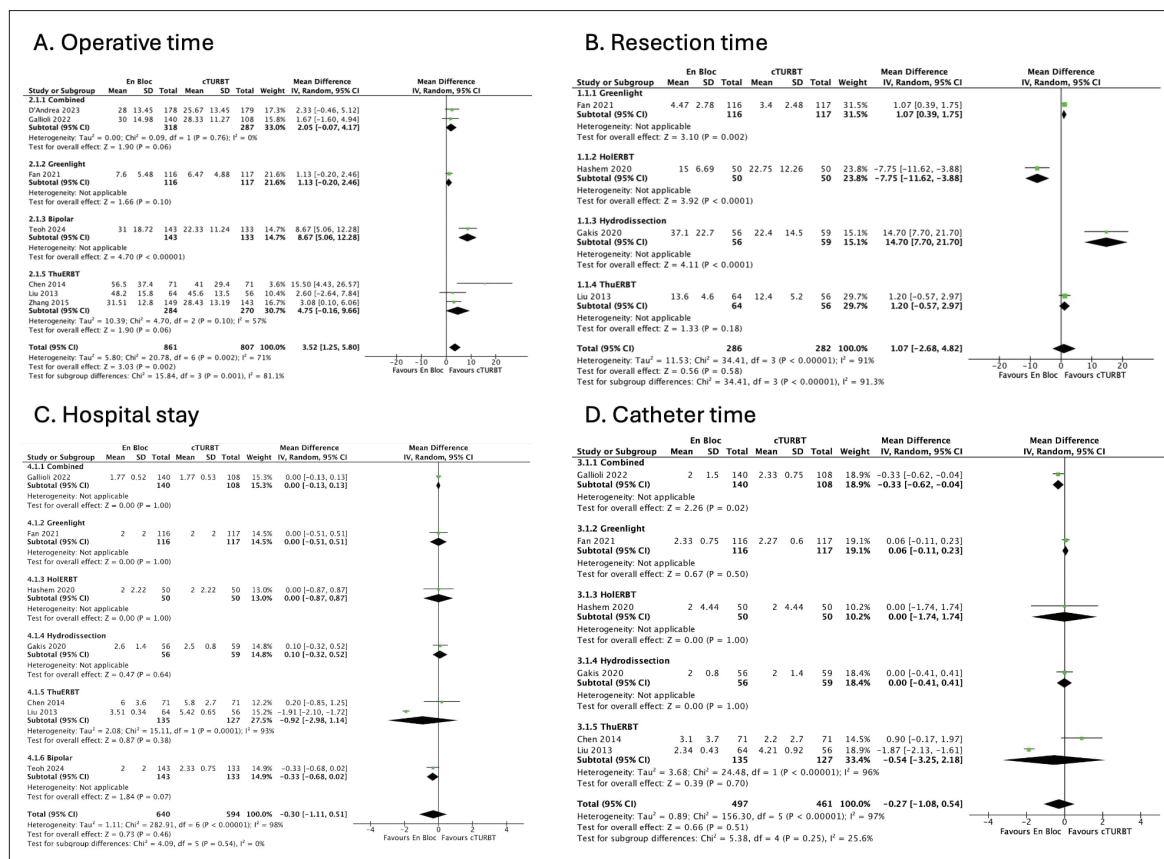 A. Operative time
En Bloc cTURBT Mean Difference Mean Difference
Study or Subgroup Mean SD Total Mean SD Total Weight IV, Random, 95% CI IV, Random, 95% CI
2.1.1 Combined
D'Andrea 2023 28 13.45 178 25.67 13.45 179 17.3% 2.33 [-0.46, 5.12]
Gallioli 2022 30 14.98 140 28.33 11.27 108 15.6% 1.67 [-1.60, 4.94]
Subtotal (95% CI) 318 287 33.0% 2.05 [-0.07, 4.17]
Heterogeneity: Tau² = 0.00; Chi² = 0.09, df = 1 (P = 0.76); I² = 0%
Test for overall effect: Z = 1.90 (P = 0.06)
2.1.2 Greenlight
Fan 2021 7.6 5.48 116 6.47 4.88 117 21.6% 1.13 [-0.20, 2.46]
Subtotal (95% CI) 116 117 21.6% 1.13 [-0.20, 2.46]
Heterogeneity: Not applicable
Test for overall effect: Z = 1.66 (P = 0.10)
2.1.3 Bipolar
Teoh 2024 31 18.72 143 22.33 11.24 133 14.7% 8.67 [5.06, 12.28]
Subtotal (95% CI) 143 133 14.7% 8.67 [5.06, 12.28]
Heterogeneity: Not applicable
Test for overall effect: Z = 4.70 (P < 0.00001)
2.1.5 ThuERBT
Chen 2014 56.5 37.4 71 41 29.4 71 3.6% 15.50 [4.43, 26.57]
Liu 2013 48.2 15.8 64 45.6 13.5 56 10.4% 2.60 [-2.64, 7.84]
Zhang 2015 31.51 12.8 149 28.43 13.19 143 16.7% 3.08 [0.10, 6.06]
Subtotal (95% CI) 284 270 30.7% 4.75 [-0.16, 9.66]
Heterogeneity: Tau² = 10.39; Chi² = 4.70, df = 2 (P = 0.10); I² = 57%
Test for overall effect: Z = 1.90 (P = 0.06)
Total (95% CI) 861 807 100.0% 3.52 [1.25, 5.80]
Heterogeneity: Tau² = 5.80; Chi² = 20.78, df = 6 (P = 0.002); I² = 71%
Test for overall effect: Z = 3.03 (P = 0.002)
Test for subgroup differences: Chi² = 15.84, df = 3 (P = 0.001), I² = 81.1%
-20 -10 0 10 20
Favours En Bloc Favours cTURBT
B. Resection time
En Bloc cTURBT Mean Difference Mean Difference
Study or Subgroup Mean SD Total Mean SD Total Weight IV, Random, 95% CI IV, Random, 95% CI
1.1.1 Greenlight
Fan 2021 4.47 2.78 116 3.4 2.48 117 31.5% 1.07 [0.39, 1.75]
Subtotal (95% CI) 116 117 31.5% 1.07 [0.39, 1.75]
Heterogeneity: Not applicable
Test for overall effect: Z = 3.10 (P = 0.002)
1.1.2 HolERBT
Hashem 2020 15 6.69 50 22.75 12.26 50 23.8% -7.75 [-11.62, -3.88]
Subtotal (95% CI) 50 50 23.8% -7.75 [-11.62, -3.88]
Heterogeneity: Not applicable
Test for overall effect: Z = 3.92 (P < 0.0001)
1.1.3 Hydrodissection
Gakis 2020 37.1 22.7 56 22.4 14.5 59 15.1% 14.70 [7.70, 21.70]
Subtotal (95% CI) 56 59 15.1% 14.70 [7.70, 21.70]
Heterogeneity: Not applicable
Test for overall effect: Z = 4.11 (P < 0.0001)
1.1.4 ThuERBT
Liu 2013 13.6 4.6 64 12.4 5.2 56 29.7% 1.20 [-0.57, 2.97]
Subtotal (95% CI) 64 56 29.7% 1.20 [-0.57, 2.97]
Heterogeneity: Not applicable
Test for overall effect: Z = 1.33 (P = 0.18)
Total (95% CI) 286 282 100.0% 1.07 [-2.68, 4.82]
Heterogeneity: Tau² = 11.53; Chi² = 34.41, df = 3 (P < 0.00001); I² = 91%
Test for overall effect: Z = 0.56 (P = 0.58)
Test for subgroup differences: Chi² = 34.41, df = 3 (P < 0.00001), I² = 91.3%
-20 -10 0 10 20
Favours En Bloc Favours cTURBT
C. Hospital stay
En Bloc cTURBT Mean Difference Mean Difference
Study or Subgroup Mean SD Total Mean SD Total Weight IV, Random, 95% CI IV, Random, 95% CI
4.1.1 Combined
Gallioli 2022 1.77 0.52 140 1.77 0.53 108 15.3% 0.00 [-0.13, 0.13]
Subtotal (95% CI) 140 108 15.3% 0.00 [-0.13, 0.13]
Heterogeneity: Not applicable
Test for overall effect: Z = 0.00 (P = 1.00)
4.1.2 Greenlight
Fan 2021 2 2 116 2 2 117 14.5% 0.00 [-0.51, 0.51]
Subtotal (95% CI) 116 117 14.5% 0.00 [-0.51, 0.51]
Heterogeneity: Not applicable
Test for overall effect: Z = 0.00 (P = 1.00)
4.1.3 HolERBT
Hashem 2020 2 2.22 50 2 2.22 50 13.0% 0.00 [-0.87, 0.87]
Subtotal (95% CI) 50 50 13.0% 0.00 [-0.87, 0.87]
Heterogeneity: Not applicable
Test for overall effect: Z = 0.00 (P = 1.00)
4.1.4 Hydrodissection
Gakis 2020 2.6 1.4 56 2.5 0.8 59 14.8% 0.10 [-0.32, 0.52]
Subtotal (95% CI) 56 59 14.8% 0.10 [-0.32, 0.52]
Heterogeneity: Not applicable
Test for overall effect: Z = 0.47 (P = 0.64)
4.1.5 ThuERBT
Chen 2014 6 3.6 71 5.8 2.7 71 12.2% 0.20 [-0.85, 1.25]
Liu 2013 3.51 0.34 64 5.42 0.65 56 15.2% -1.91 [-2.10, -1.72]
Subtotal (95% CI) 135 127 27.5% -0.92 [-2.98, 1.14]
Heterogeneity: Tau² = 2.08; Chi² = 15.11, df = 1 (P = 0.0001); I² = 93%
Test for overall effect: Z = 0.87 (P = 0.38)
4.1.6 Bipolar
Teoh 2024 2 2 143 2.33 0.75 133 14.9% -0.33 [-0.68, 0.02]
Subtotal (95% CI) 143 133 14.9% -0.33 [-0.68, 0.02]
Heterogeneity: Not applicable
Test for overall effect: Z = 1.84 (P = 0.07)
Total (95% CI) 640 594 100.0% -0.30 [-1.11, 0.51]
Heterogeneity: Tau² = 1.11; Chi² = 282.91, df = 6 (P < 0.00001); I² = 98%
Test for overall effect: Z = 0.73 (P = 0.46)
Test for subgroup differences: Chi² = 4.09, df = 5 (P = 0.54), I² = 0%
-4 -2 0 2 4
Favours En Bloc Favours cTURBT
D. Catheter time
En Bloc cTURBT Mean Difference Mean Difference
Study or Subgroup Mean SD Total Mean SD Total Weight IV, Random, 95% CI IV, Random, 95% CI
3.1.1 Combined
Gallioli 2022 2 1.5 140 2.33 0.75 108 18.9% -0.33 [-0.62, -0.04]
Subtotal (95% CI) 140 108 18.9% -0.33 [-0.62, -0.04]
Heterogeneity: Not applicable
Test for overall effect: Z = 2.26 (P = 0.02)
3.1.2 Greenlight
Fan 2021 2.33 0.75 116 2.27 0.6 117 19.1% 0.06 [-0.11, 0.23]
Subtotal (95% CI) 116 117 19.1% 0.06 [-0.11, 0.23]
Heterogeneity: Not applicable
Test for overall effect: Z = 0.67 (P = 0.50)
3.1.3 HolERBT
Hashem 2020 2 4.44 50 2 4.44 50 10.2% 0.00 [-1.74, 1.74]
Subtotal (95% CI) 50 50 10.2% 0.00 [-1.74, 1.74]
Heterogeneity: Not applicable
Test for overall effect: Z = 0.00 (P = 1.00)
3.1.4 Hydrodissection
Gakis 2020 2 0.8 56 2 1.4 59 18.4% 0.00 [-0.41, 0.41]
Subtotal (95% CI) 56 59 18.4% 0.00 [-0.41, 0.41]
Heterogeneity: Not applicable
Test for overall effect: Z = 0.00 (P = 1.00)
3.1.5 ThuERBT
Chen 2014 3.1 3.7 71 2.2 2.7 71 14.5% 0.90 [-0.17, 1.97]
Liu 2013 2.34 0.43 64 4.21 0.92 56 18.9% -1.87 [-2.13, -1.61]
Subtotal (95% CI) 135 127 33.4% -0.54 [-3.25, 2.18]
Heterogeneity: Tau² = 3.68; Chi² = 24.48, df = 1 (P < 0.00001); I² = 96%
Test for overall effect: Z = 0.39 (P = 0.70)
Total (95% CI) 497 461 100.0% -0.27 [-1.08, 0.54]
Heterogeneity: Tau² = 0.89; Chi² = 156.30, df = 5 (P < 0.00001); I² = 97%
Test for overall effect: Z = 0.66 (P = 0.51)
Test for subgroup differences: Chi² = 5.38, df = 4 (P = 0.25), I² = 25.6%
-4 -2 0 2 4
Favours En Bloc Favours cTURBT